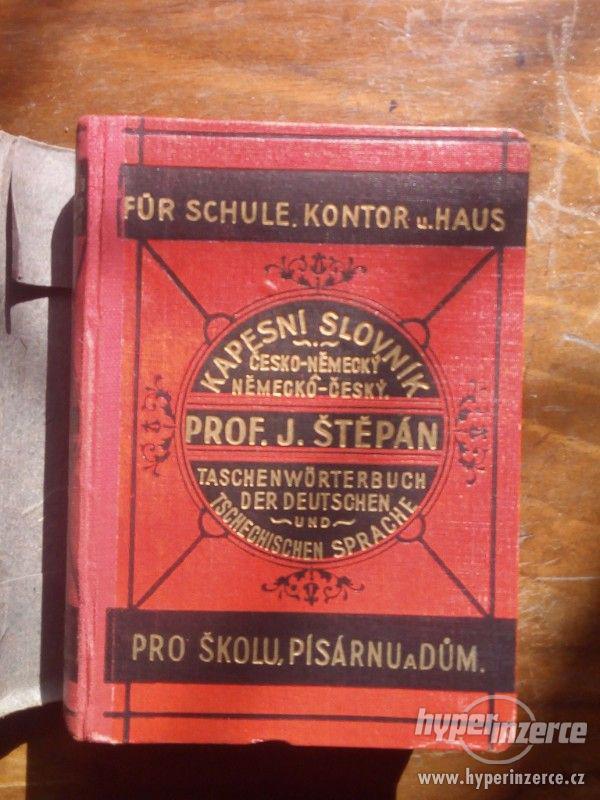 FÜR SCHULE. KONTOR u. HAUS
KAPESNÍ SLOVNÍK
ČESKO-NĚMECKÝ
A
NĚMECKO-ČESKÝ.
PROF. J. ŠTĚPÁN
TASCHENWÖRTERBUCH
DER DEUTSCHEN
UND
TSCHECHISCHEN SPRACHE
PRO ŠKOLU, PÍSÁRNU A DŮM.
hyperinzerce
www.hyperinzerce.cz